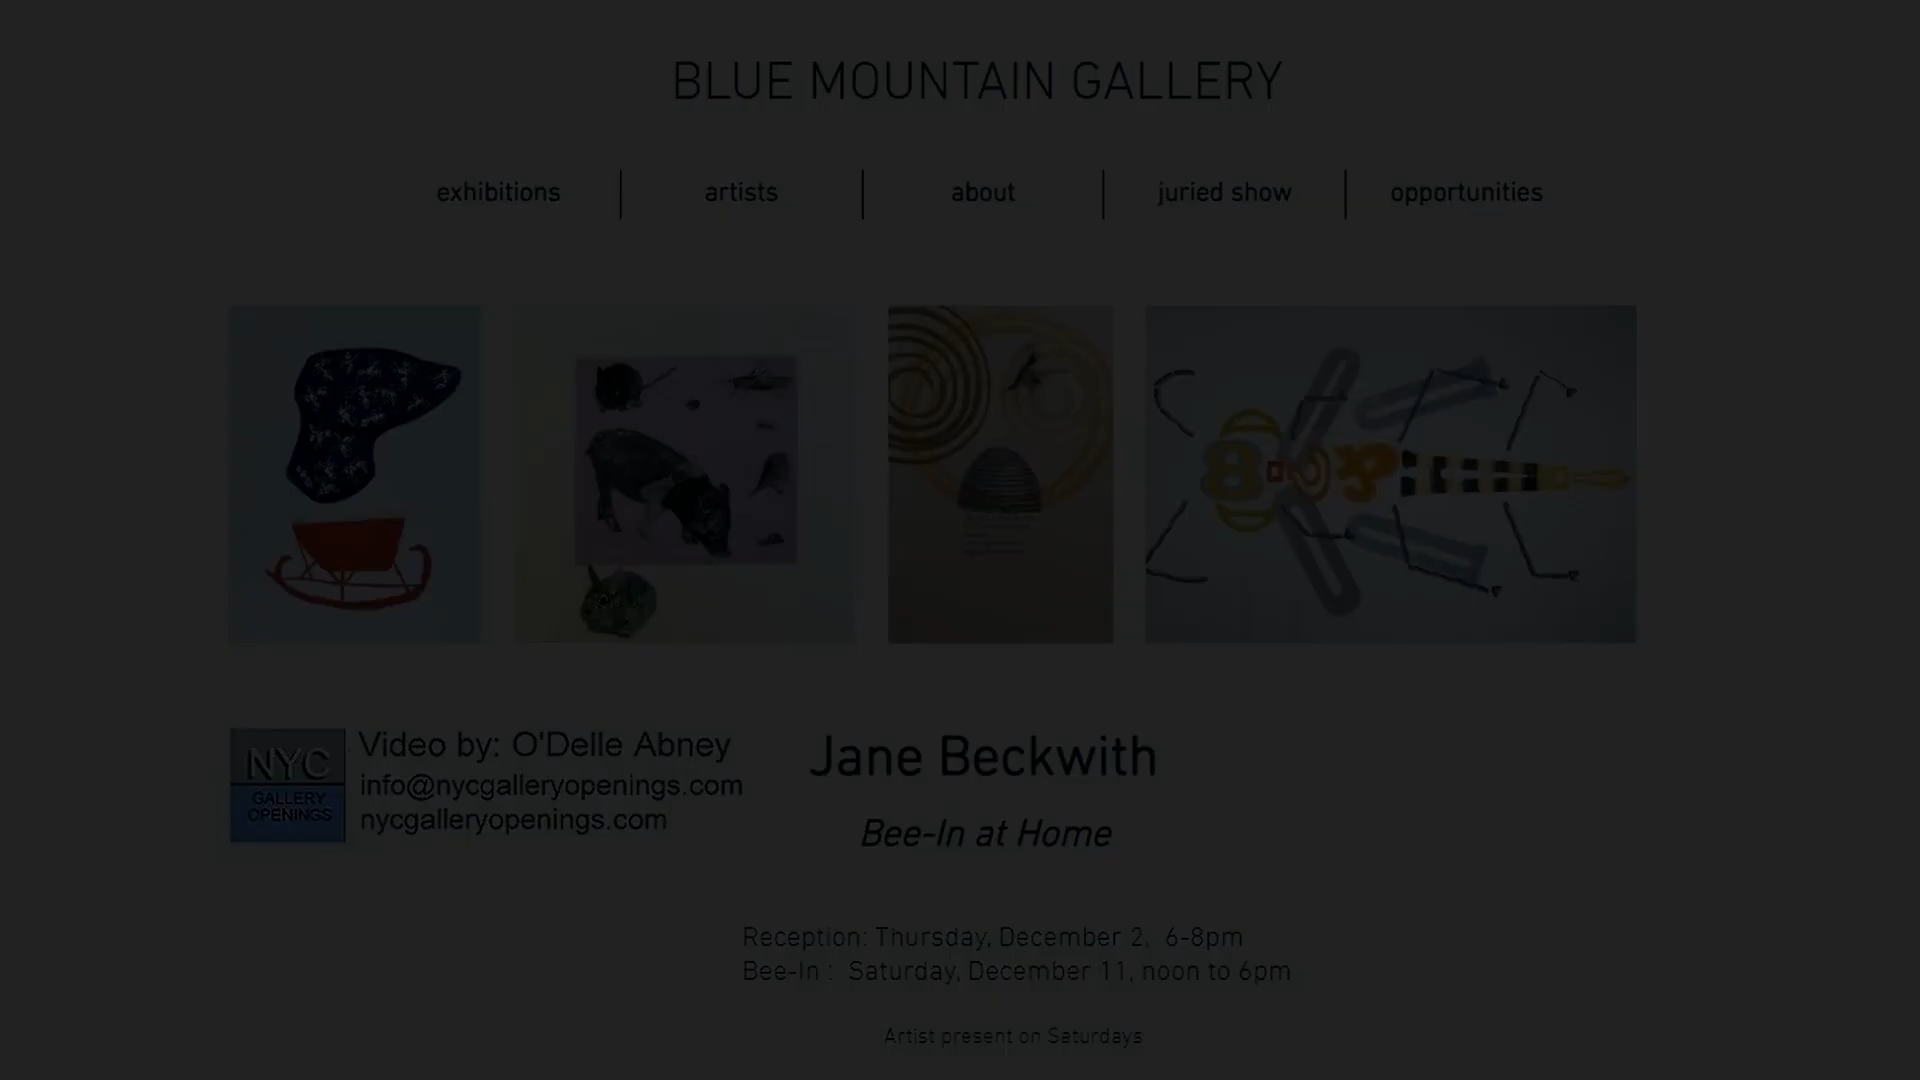 BLUE MOUNTAIN GALLERY
exhibitions
artists
about
juried show
opportunities
NYC
GALLERY
OPENINGS
Video by: O'Delle Abney
info@nycgalleryopenings.com
nycgalleryopenings.com
Jane Beckwith
Bee-In at Home
Reception: Thursday, December 2, 6-8pm
Bee-In : Saturday, December 11, noon to 6pm
Artist present on Saturdays